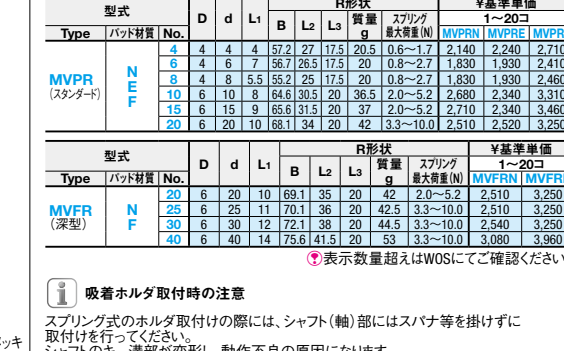 型式 D d L1 R形状 ¥基準単価
B L2 L3 質量 g スプリング 最大荷重(N) 1〜20コ
Type パッド材質 No. MVPRN MVPRE MVPR
MVPR (スタンダード) N E F
4 4 4 4 57.2 27 17.5 20.5 0.6〜1.7 2,140 2,240 2,710
6 4 6 7 56.7 26.5 17.5 20 0.8〜2.7 1,830 1,930 2,410
8 4 8 5.5 55.2 25 17.5 20 0.8〜2.7 1,830 1,930 2,460
10 6 10 8 64.6 30.5 20 36.5 2.0〜5.2 2,680 2,340 3,310
15 6 15 9 65.6 31.5 20 37 2.0〜5.2 2,710 2,340 3,460
20 6 20 10 68.1 34 20 42 3.3〜10.0 2,510 2,520 3,250
型式 D d L1 R形状 ¥基準単価
B L2 L3 質量 g スプリング 最大荷重(N) 1〜20コ
Type パッド材質 No. MVFRN MVFRF
MVFR (深型) N F
20 6 20 10 69.1 35 20 42 2.0〜5.2 2,510 3,250
25 6 25 11 70.1 36 20 42.5 3.3〜10.0 2,510 3,250
30 6 30 12 72.1 38 20 44.5 3.3〜10.0 2,540 3,250
40 6 40 14 75.6 41.5 20 53 3.3〜10.0 3,080 3,960
表示数量超えはWOSにてご確認ください
吸着ホルダ取付時の注意
スプリング式のホルダ取付けの際には、シャフト(軸)部にはスパナ等を掛けずに
取付けを行ってください。
ッキ